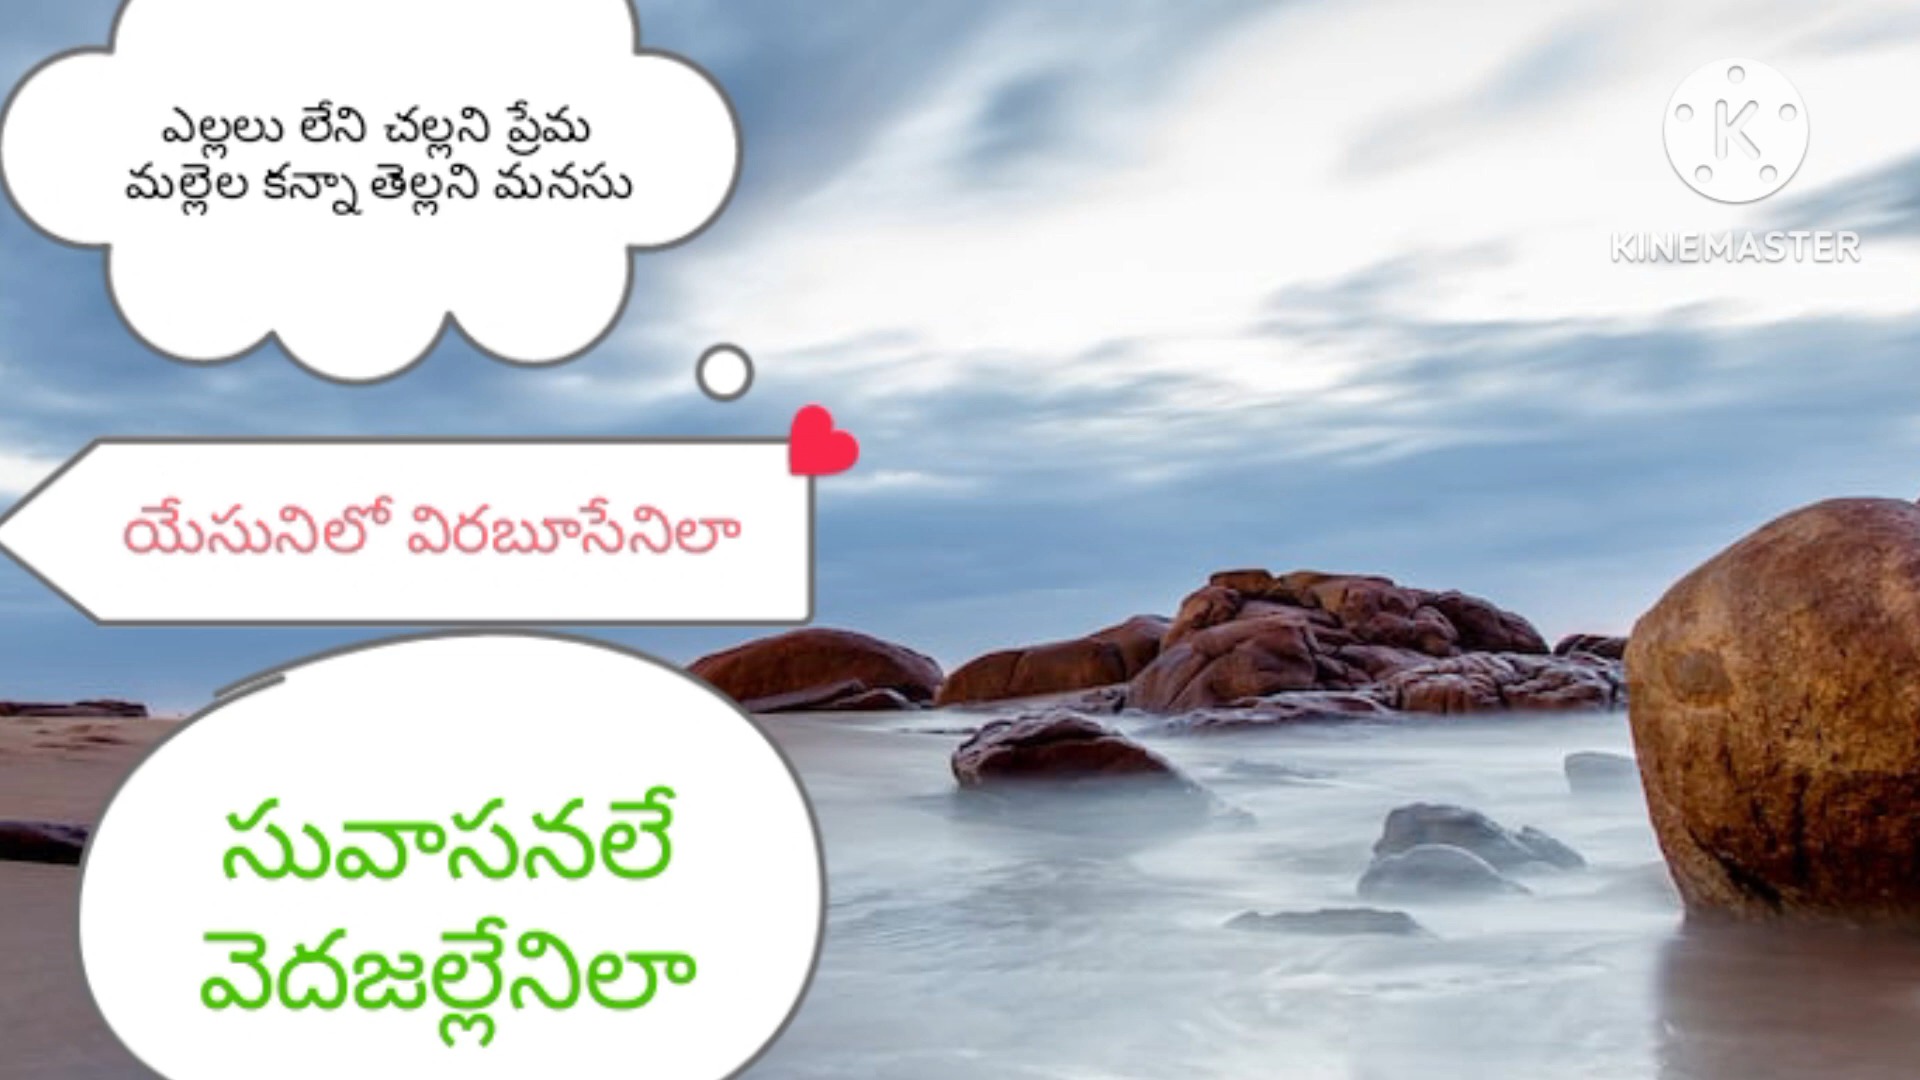 ఎల్లలు లేని చల్లని ప్రేమ
మల్లెల కన్నా తెల్లని మనసు
యేసునిలో విరబూసేనిలా
సువాసనలే
వెదజల్లేనిలా
K
KINEMASTER